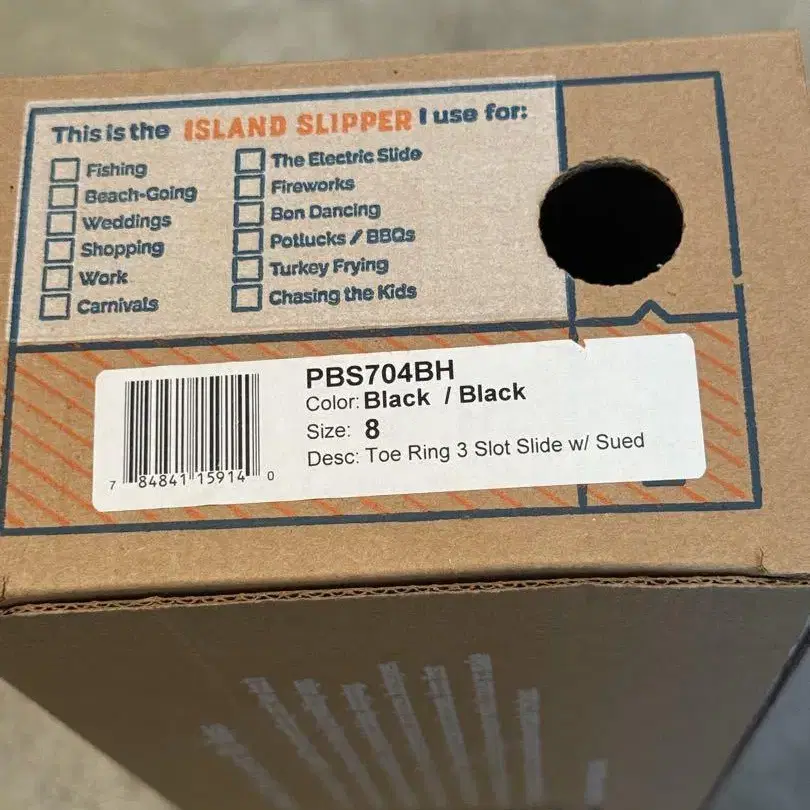 This is the ISLAND SLIPPER I use for:
Fishing
Beach-Going
Weddings
Shopping
Work
Carnivals
The Electric Slide
Fireworks
Bon Dancing
Potlucks / BBQs
Turkey Frying
Chasing the Kids
PBS704BH
Color: Black / Black
Size: 8
Desc: Toe Ring 3 Slot Slide w/ Sued
7 84841 15914 0